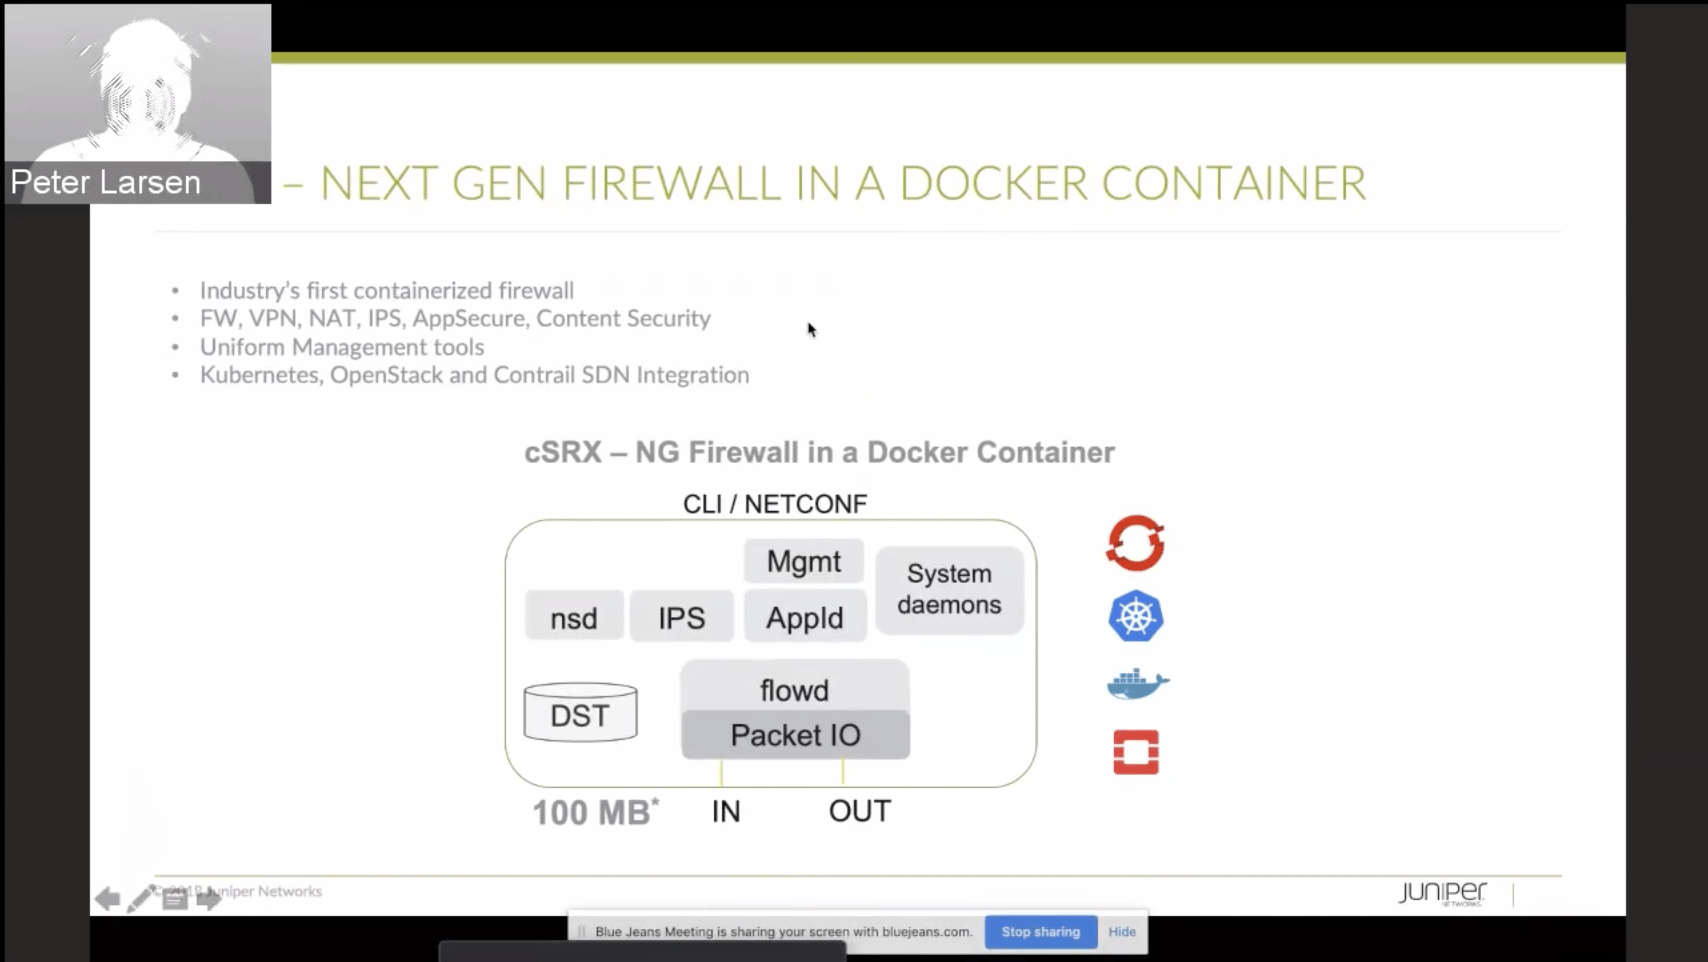 Peter Larsen
– NEXT GEN FIREWALL IN A DOCKER CONTAINER
• Industry's first containerized firewall
• FW, VPN, NAT, IPS, AppSecure, Content Security
• Uniform Management tools
• Kubernetes, OpenStack and Contrail SDN Integration
cSRX – NG Firewall in a Docker Container
CLI / NETCONF
Mgmt
System
daemons
nsd
IPS
AppId
flowd
DST
Packet IO
100 MB*
IN
OUT
© 2018 Juniper Networks
JUNIPER
NETWORKS
Blue Jeans Meeting is sharing your screen with bluejeans.com.
Stop sharing
Hide